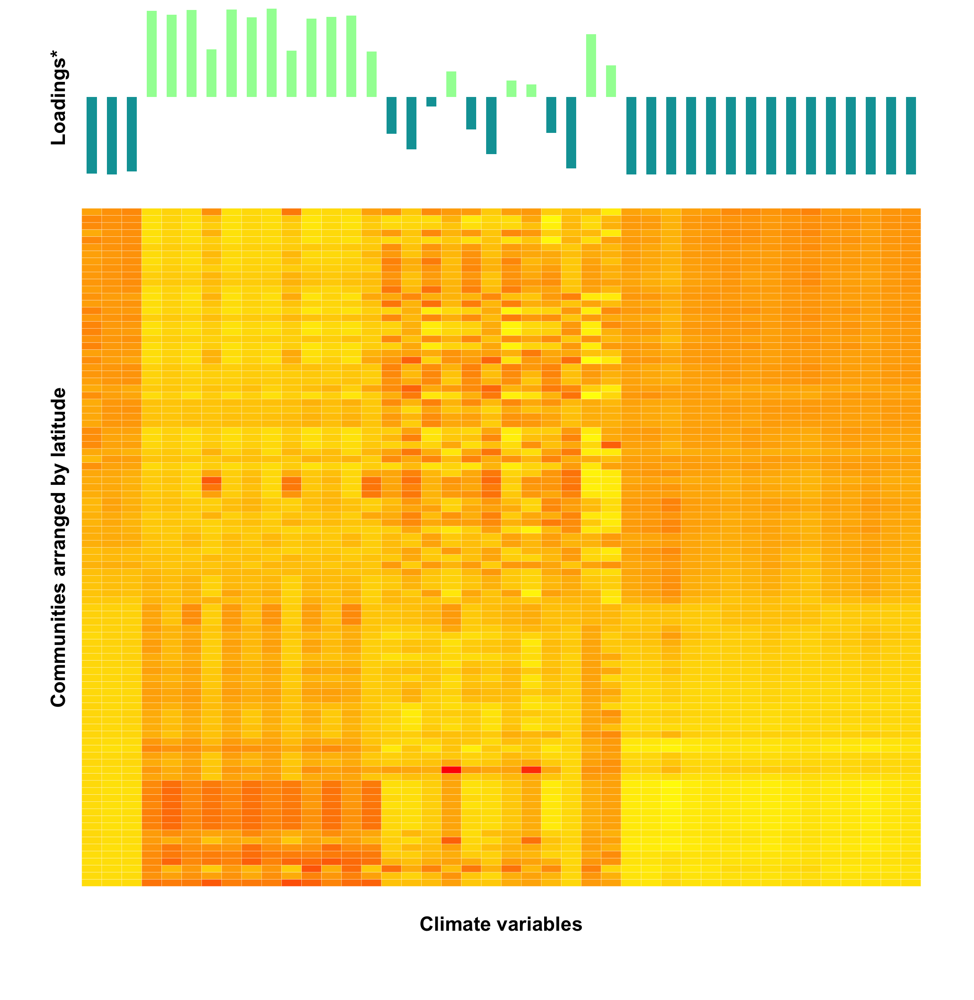 Loadings*
Communities arranged by latitude
Climate variables